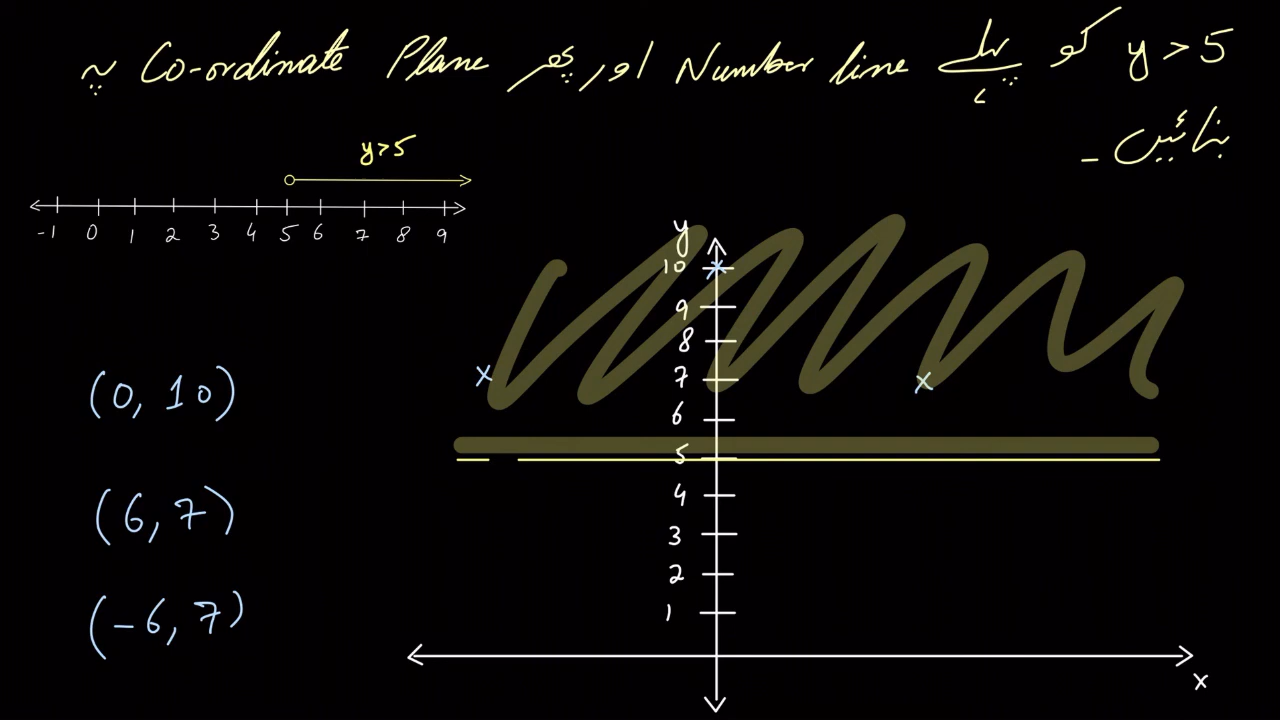 y > 5 کو پہلے Number line اور پھر Co-ordinate Plane پر
بنائیں۔
y>5
-1 0 1 2 3 4 5 6 7 8 9
y
10
9
8
7
6
5
4
3
2
1
x
(0, 10)
(6, 7)
(-6, 7)